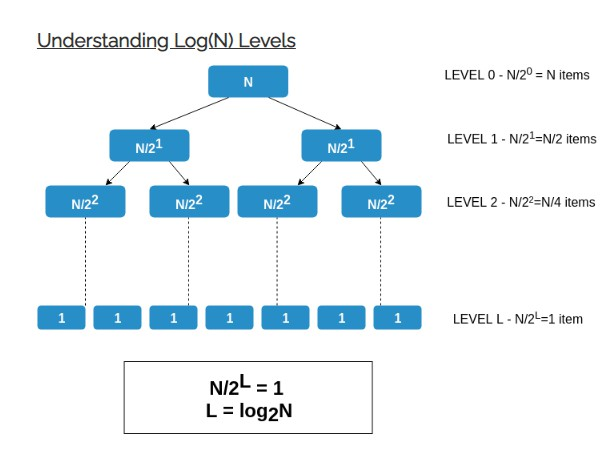 Understanding Log(N) Levels
N
LEVEL 0 - N/2⁰ = N items
N/2¹ N/2¹
LEVEL 1 - N/2¹=N/2 items
N/2² N/2² N/2² N/2²
LEVEL 2 - N/2²=N/4 items
1 1 1 1 1 1 1
LEVEL L - N/2ᴸ=1 item
N/2ᴸ = 1
L = log₂N